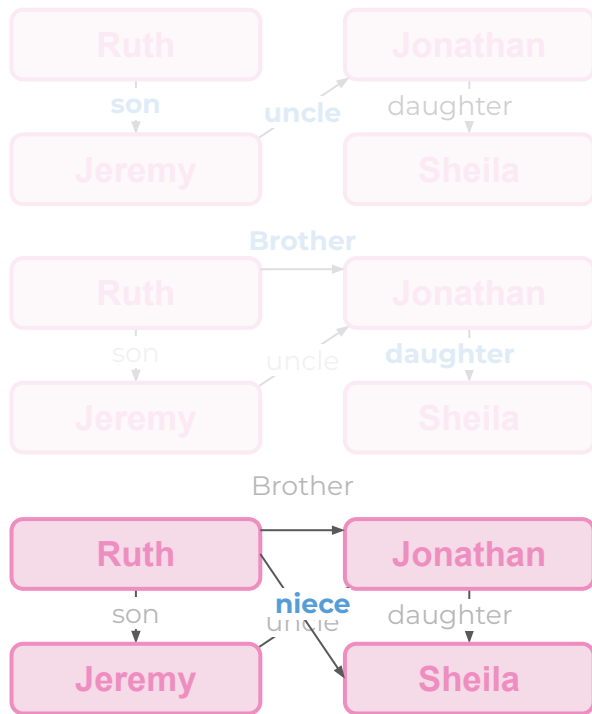 Ruth Jonathan
son uncle daughter
Jeremy Sheila
Brother
Ruth Jonathan
son uncle daughter
Jeremy Sheila
Brother
Ruth Jonathan
niece
son uncle daughter
Jeremy Sheila